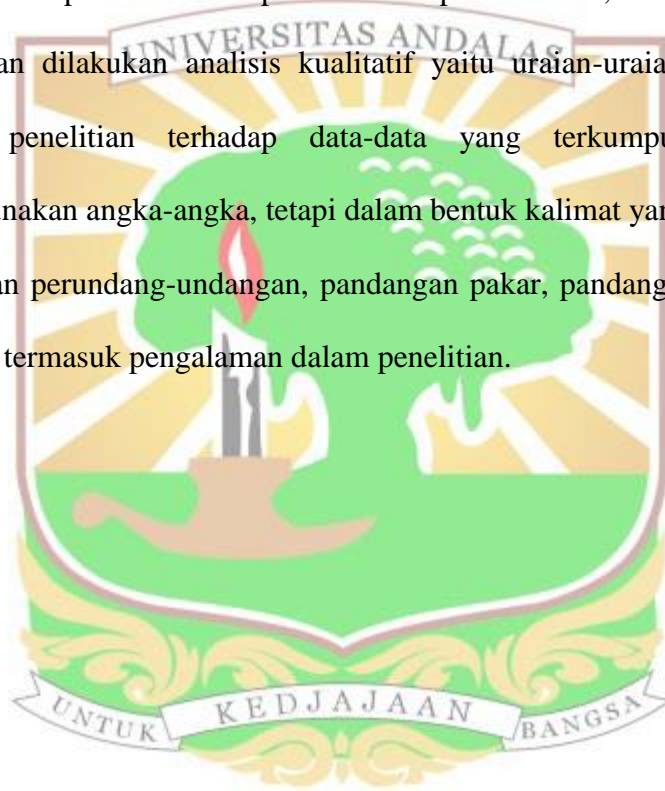 UNIVERSITAS ANDALAS
an dilakukan analisis kualitatif yaitu uraian-uraia
penelitian terhadap data-data yang terkumpu
unakan angka-angka, tetapi dalam bentuk kalimat yan
an perundang-undangan, pandangan pakar, pandang
termasuk pengalaman dalam penelitian.
UNTUK KEDJAJAAN BANGSA